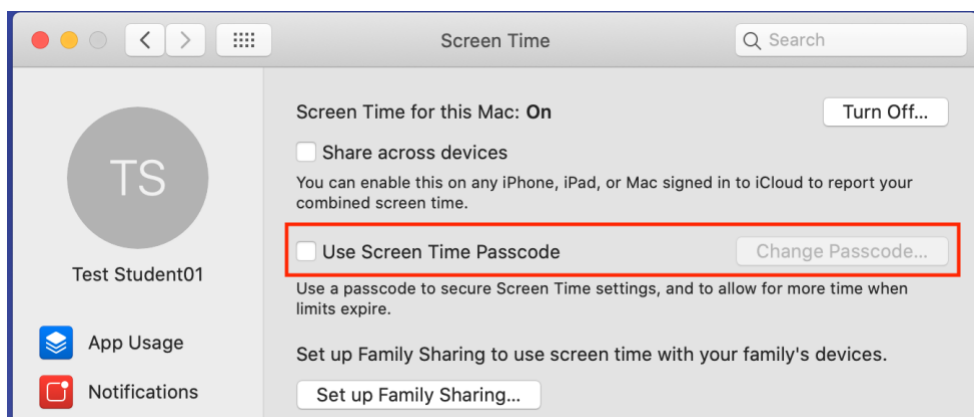 Screen Time
Search
TS
Test Student01
App Usage
Notifications
Screen Time for this Mac: On
Turn Off...
Share across devices
You can enable this on any iPhone, iPad, or Mac signed in to iCloud to report your
combined screen time.
Use Screen Time Passcode
Change Passcode...
Use a passcode to secure Screen Time settings, and to allow for more time when
limits expire.
Set up Family Sharing to use screen time with your family's devices.
Set up Family Sharing...